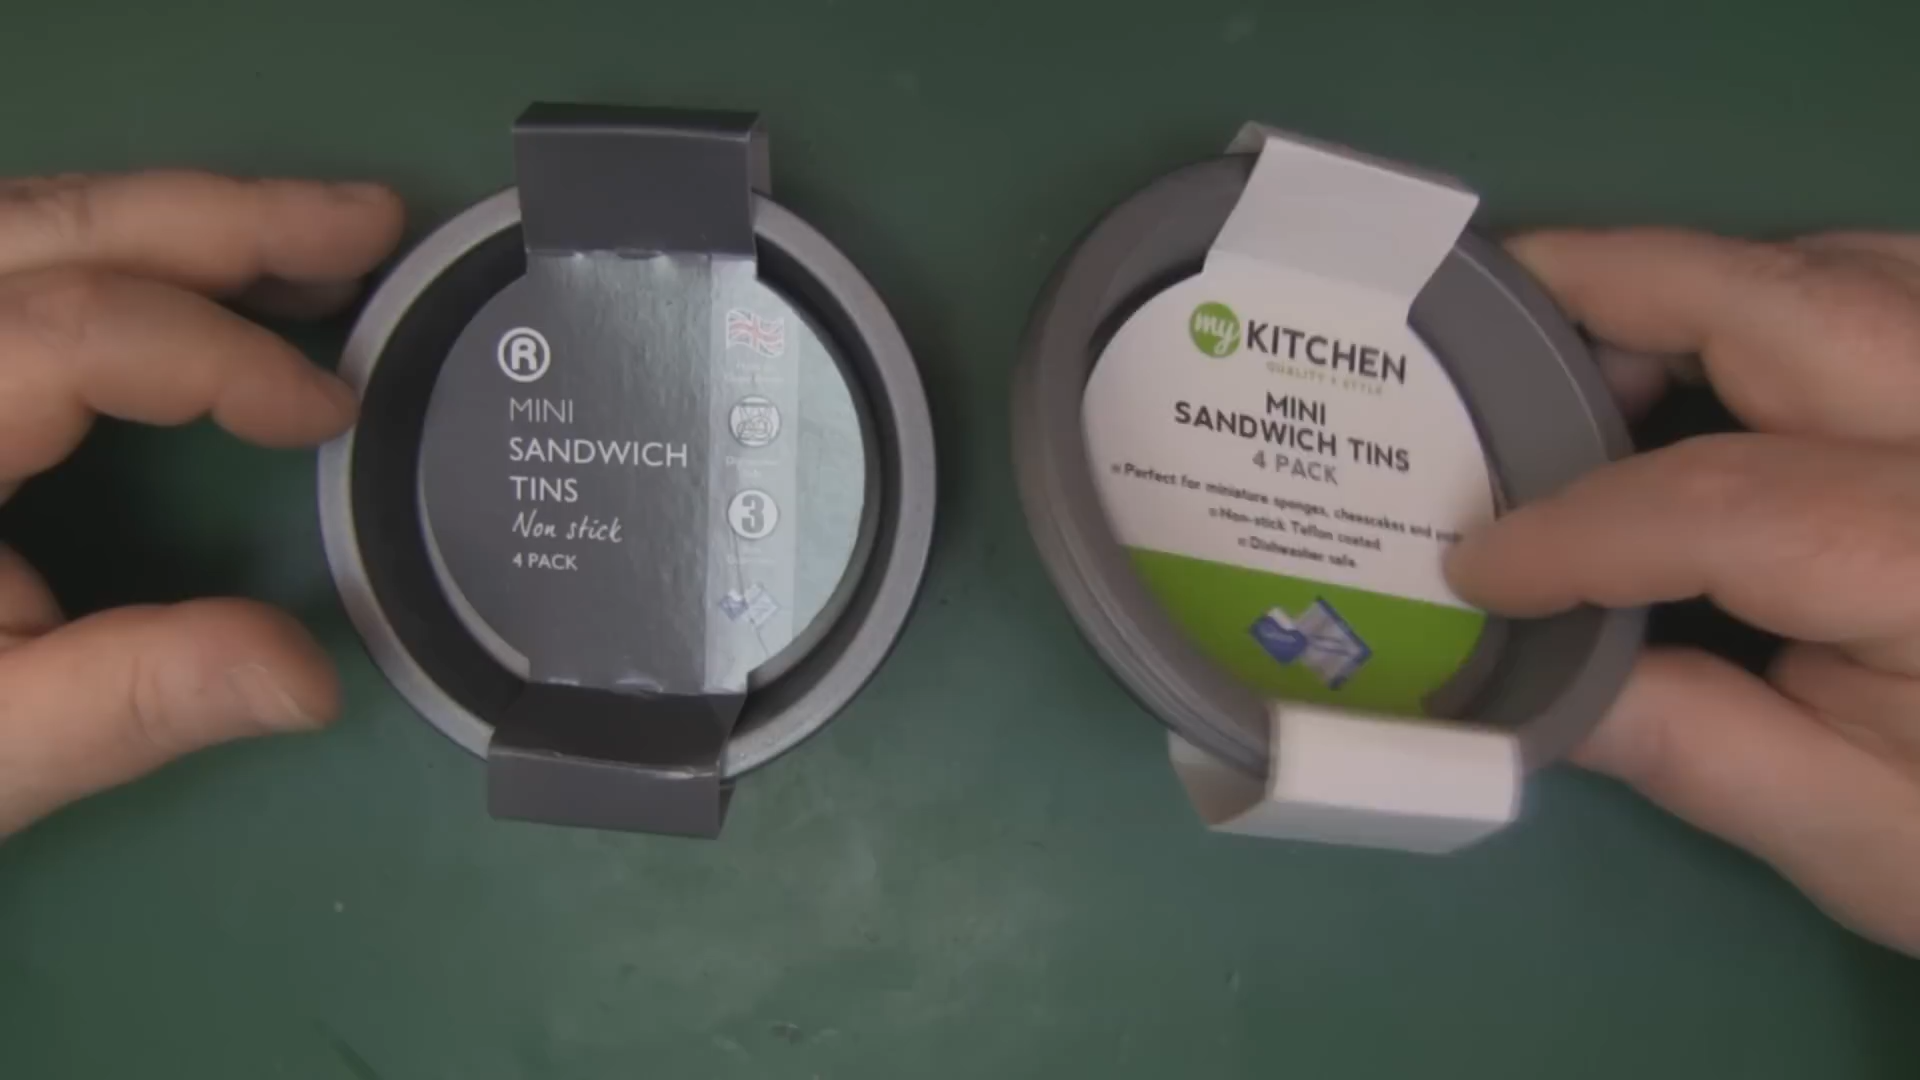 R
MINI
SANDWICH
TINS
Non stick
4 PACK
3
my KITCHEN
QUALITY & STYLE
MINI
SANDWICH TINS
4 PACK
Perfect for miniature sponges, cheesecakes and
Non-stick Teflon coated
Dishwasher safe